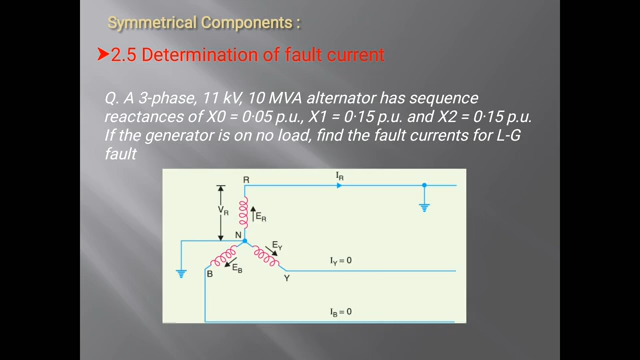 Symmetrical Components :
➤2.5 Determination of fault current
Q. A 3-phase, 11 kV, 10 MVA alternator has sequence
reactances of X0 = 0·05 p.u., X1 = 0·15 p.u. and X2 = 0·15 p.u.
If the generator is on no load, find the fault currents for L-G
fault
R
I_R
V_R
E_R
N
E_Y
B
E_B
Y
I_Y = 0
I_B = 0